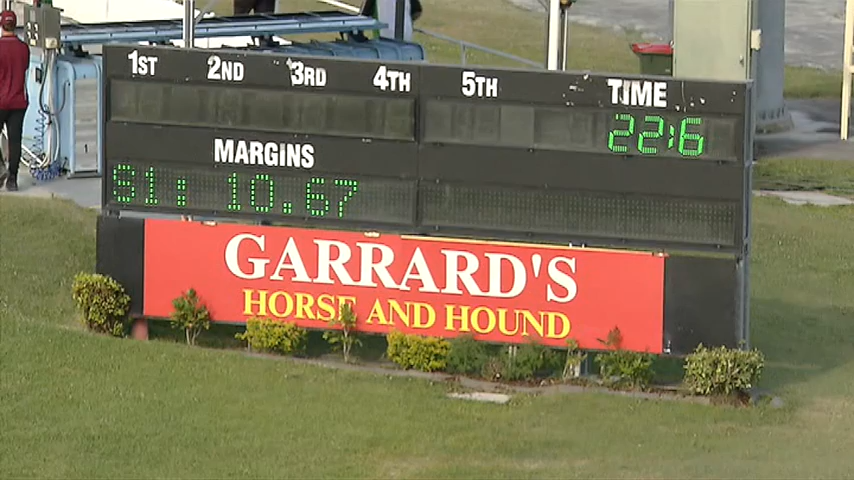 1ST 2ND 3RD 4TH 5TH TIME
22:6
MARGINS
S1: 10.67
GARRARD'S
HORSE AND HOUND